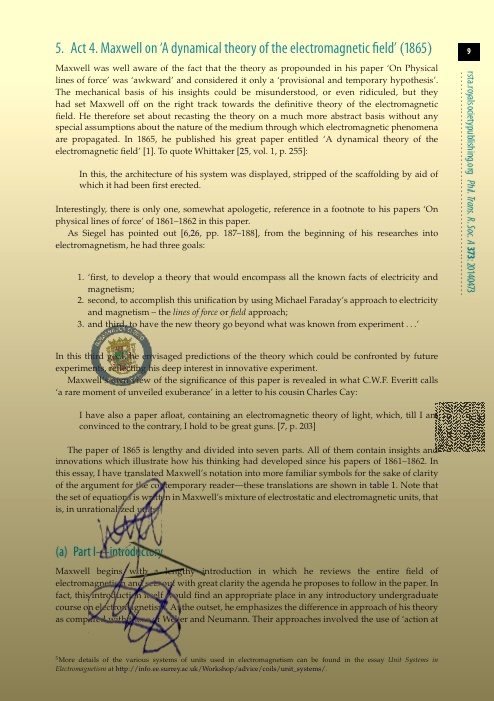 9
rsta.royalsocietypublishing.org Phil. Trans. R. Soc. A 373: 20140473
5. Act 4. Maxwell on ‘A dynamical theory of the electromagnetic field’ (1865)
Maxwell was well aware of the fact that the theory as propounded in his paper ‘On Physical
lines of force’ was ‘awkward’ and considered it only a ‘provisional and temporary hypothesis’.
The mechanical basis of his insights could be misunderstood, or even ridiculed, but they
had set Maxwell off on the right track towards the definitive theory of the electromagnetic
field. He therefore set about recasting the theory on a much more abstract basis without any
special assumptions about the nature of the medium through which electromagnetic phenomena
are propagated. In 1865, he published his great paper entitled ‘A dynamical theory of the
electromagnetic field’ [1]. To quote Whittaker [25, vol. 1, p. 255]:
In this, the architecture of his system was displayed, stripped of the scaffolding by aid of
which it had been first erected.
Interestingly, there is only one, somewhat apologetic, reference in a footnote to his papers ‘On
physical lines of force’ of 1861–1862 in this paper.
As Siegel has pointed out [6,26, pp. 187–188], from the beginning of his researches into
electromagnetism, he had three goals:
1. ‘first, to develop a theory that would encompass all the known facts of electricity and
magnetism;
2. second, to accomplish this unification by using Michael Faraday’s approach to electricity
and magnetism – the lines of force or field approach;
3. and third, to have the new theory go beyond what was known from experiment . . .’
In this third goal, he envisaged predictions of the theory which could be confronted by future
experiments, reflecting his deep interest in innovative experiment.
Maxwell’s own view of the significance of this paper is revealed in what C.W.F. Everitt calls
‘a rare moment of unveiled exuberance’ in a letter to his cousin Charles Cay:
I have also a paper afloat, containing an electromagnetic theory of light, which, till I am
convinced to the contrary, I hold to be great guns. [7, p. 203]
The paper of 1865 is lengthy and divided into seven parts. All of them contain insights and
innovations which illustrate how his thinking had developed since his papers of 1861–1862. In
this essay, I have translated Maxwell’s notation into more familiar symbols for the sake of clarity
of the argument for the contemporary reader—these translations are shown in table 1. Note that
the set of equations is written in Maxwell’s mixture of electrostatic and electromagnetic units, that
is, in unrationalized units.
(a) Part I—introductory
Maxwell begins with a lengthy introduction in which he reviews the entire field of
electromagnetism and sets out with great clarity the agenda he proposes to follow in the paper. In
fact, this introduction itself would find an appropriate place in any introductory undergraduate
course on electromagnetism. At the outset, he emphasizes the difference in approach of his theory
as compared with Weber and Neumann. Their approaches involved the use of ‘action at
More details of the various systems of units used in electromagnetism can be found in the essay Unit Systems in
Electromagnetism at http://info.ee.surrey.ac.uk/Workshop/advice/coils/unit_systems/.